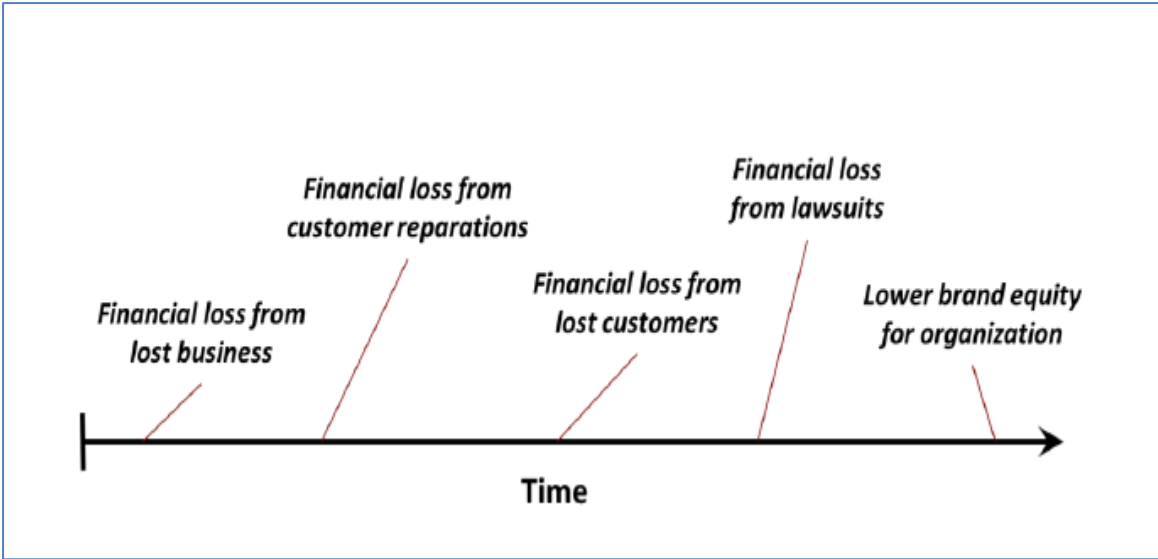 Financial loss from
lost business
Financial loss from
customer reparations
Financial loss from
lost customers
Financial loss
from lawsuits
Lower brand equity
for organization
Time